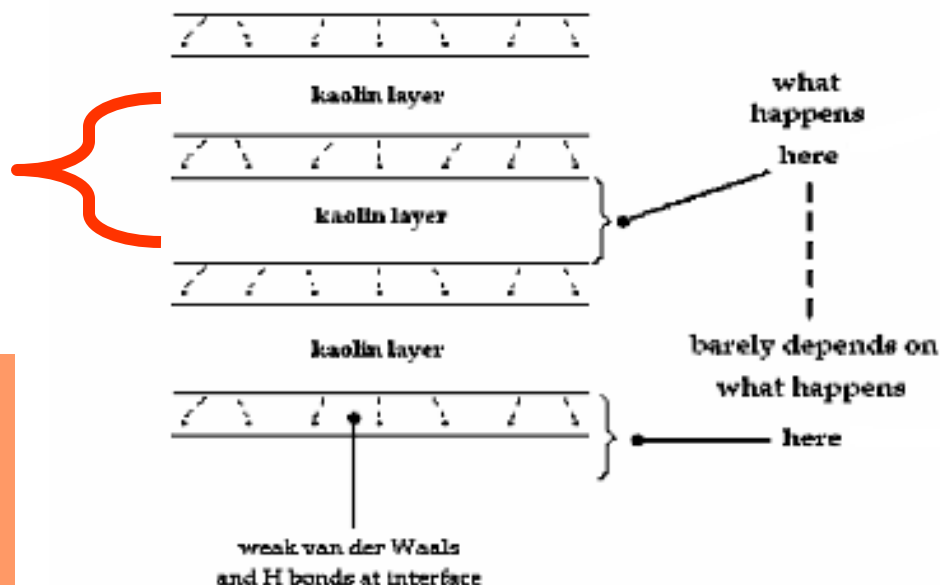 kaolin layer
what
happens
here
kaolin layer
kaolin layer
barely depends on
what happens
here
weak van der Waals
and H bonds at interface